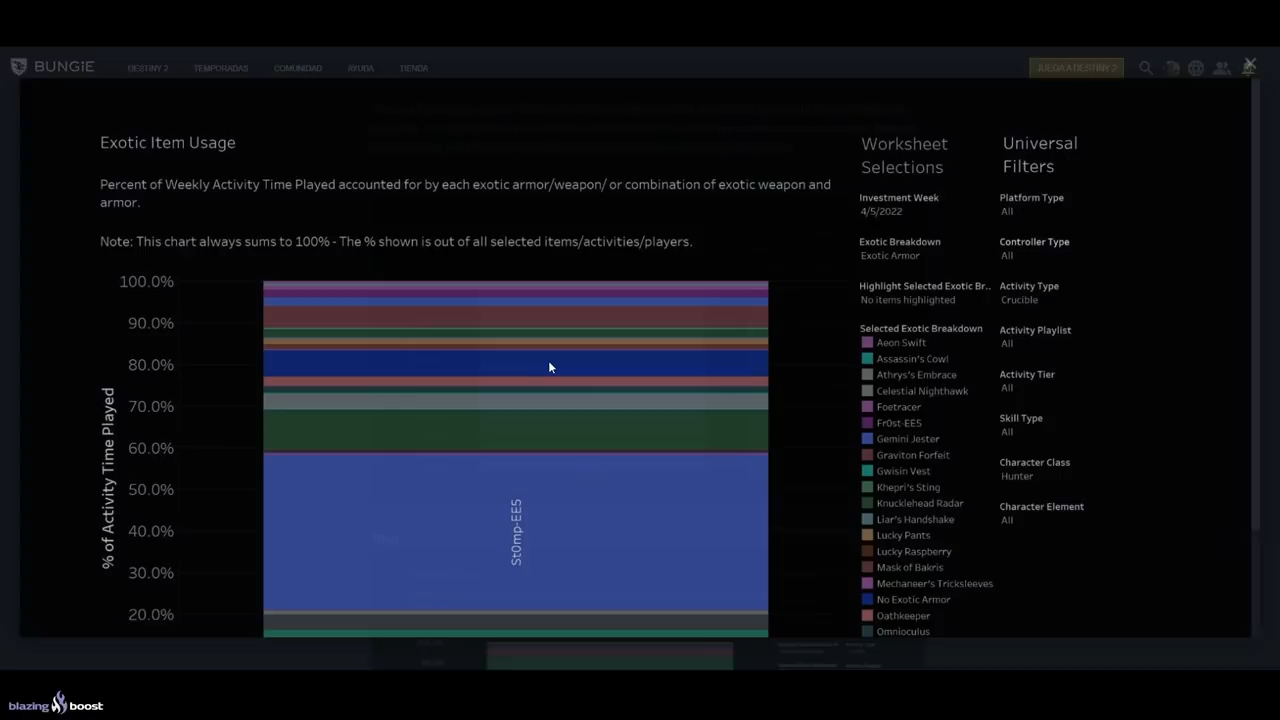 BUNGiE
DESTINY 2
TEMPORADAS
COMUNIDAD
AYUDA
TIENDA
JUEGA A DESTINY 2
Exotic Item Usage
Percent of Weekly Activity Time Played accounted for by each exotic armor/weapon/ or combination of exotic weapon and
armor.
Note: This chart always sums to 100% - The % shown is out of all selected items/activities/players.
100.0%
90.0%
80.0%
70.0%
60.0%
50.0%
40.0%
30.0%
20.0%
% of Activity Time Played
St0mp-EE5
Worksheet
Selections
Investment Week
4/5/2022
Exotic Breakdown
Exotic Armor
Highlight Selected Exotic Br..
No items highlighted
Selected Exotic Breakdown
Aeon Swift
Assassin's Cowl
Athrys's Embrace
Celestial Nighthawk
Foetracer
Fr0st-EE5
Gemini Jester
Graviton Forfeit
Gwisin Vest
Khepri's Sting
Knucklehead Radar
Liar's Handshake
Lucky Pants
Lucky Raspberry
Mask of Bakris
Mechaneer's Tricksleeves
No Exotic Armor
Oathkeeper
Omnioculus
Universal
Filters
Platform Type
All
Controller Type
All
Activity Type
Crucible
Activity Playlist
All
Activity Tier
All
Skill Type
All
Character Class
Hunter
Character Element
All
blazing boost